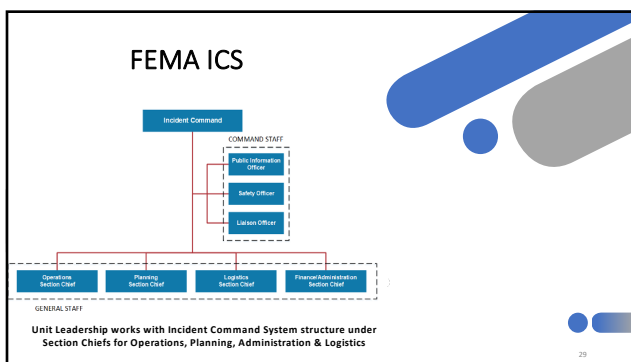 FEMA ICS
Incident Command
COMMAND STAFF
Public Information
Officer
Safety Officer
Liaison Officer
Operations
Section Chief
Planning
Section Chief
Logistics
Section Chief
Finance/Administration
Section Chief
GENERAL STAFF
Unit Leadership works with Incident Command System structure under
Section Chiefs for Operations, Planning, Administration & Logistics
29